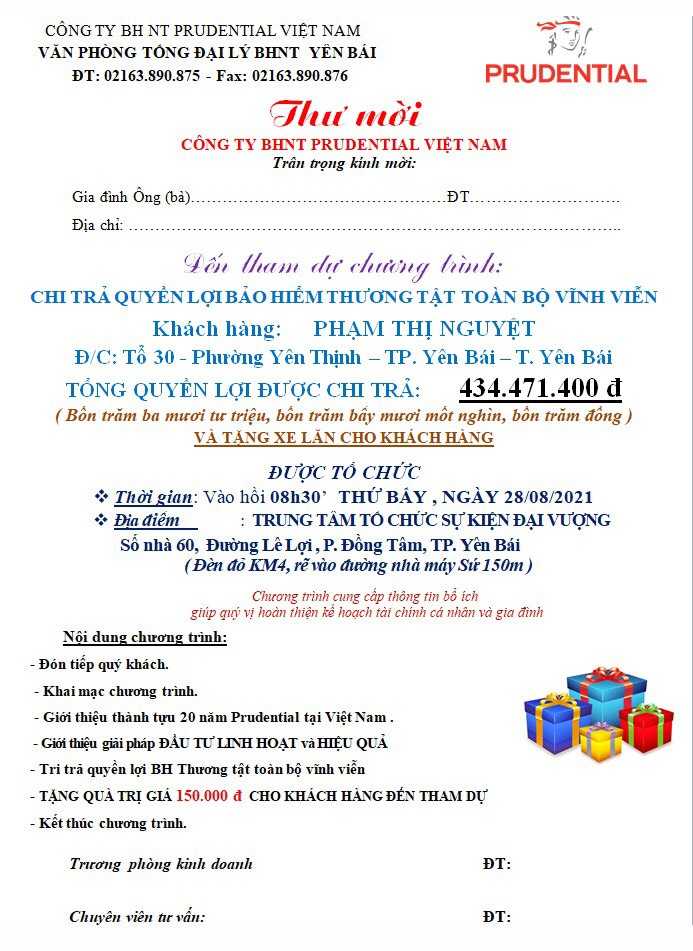 CÔNG TY BH NT PRUDENTIAL VIỆT NAM
VĂN PHÒNG TỔNG ĐẠI LÝ BHNT YÊN BÁI
ĐT: 02163.890.875 - Fax: 02163.890.876
PRUDENTIAL
Thư mời
CÔNG TY BHNT PRUDENTIAL VIỆT NAM
Trân trọng kính mời:
Gia đình Ông (bà)……………………………………………ĐT……………………….
Địa chỉ: …………………………………………………………………………………..
Đến tham dự chương trình:
CHI TRẢ QUYỀN LỢI BẢO HIỂM THƯƠNG TẬT TOÀN BỘ VĨNH VIỄN
Khách hàng: PHẠM THỊ NGUYỆT
Đ/C: Tổ 30 - Phường Yên Thịnh – TP. Yên Bái – T. Yên Bái
TỔNG QUYỀN LỢI ĐƯỢC CHI TRẢ: 434.471.400 đ
( Bốn trăm ba mươi tư triệu, bốn trăm bẩy mươi mốt nghìn, bốn trăm đồng )
VÀ TẶNG XE LĂN CHO KHÁCH HÀNG
ĐƯỢC TỔ CHỨC
❖ Thời gian: Vào hồi 08h30’ THỨ BẨY , NGÀY 28/08/2021
❖ Địa điểm : TRUNG TÂM TỔ CHỨC SỰ KIỆN ĐẠI VƯỢNG
Số nhà 60, Đường Lê Lợi , P. Đồng Tâm, TP. Yên Bái
( Đèn đỏ KM4, rẽ vào đường nhà máy Sứ 150m )
Chương trình cung cấp thông tin bổ ích
giúp quý vị hoàn thiện kế hoạch tài chính cá nhân và gia đình
Nội dung chương trình:
- Đón tiếp quý khách.
- Khai mạc chương trình.
- Giới thiệu thành tựu 20 năm Prudential tại Việt Nam .
- Giới thiệu giải pháp ĐẦU TƯ LINH HOẠT và HIỆU QUẢ
- Tri trả quyền lợi BH Thương tật toàn bộ vĩnh viễn
- TẶNG QUÀ TRỊ GIÁ 150.000 đ CHO KHÁCH HÀNG ĐẾN THAM DỰ
- Kết thúc chương trình.
Trương phòng kinh doanh ĐT:
Chuyên viên tư vấn: ĐT: